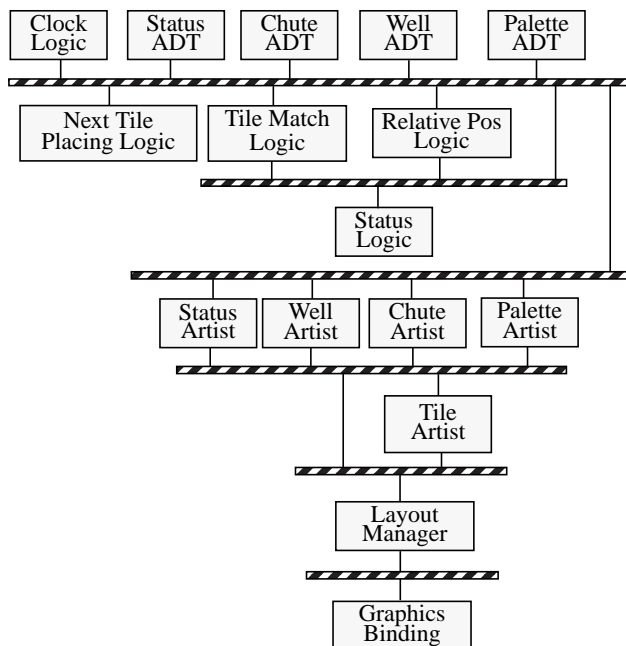 Clock
Logic
Status
ADT
Chute
ADT
Well
ADT
Palette
ADT
Next Tile
Placing Logic
Tile Match
Logic
Relative Pos
Logic
Status
Logic
Status
Artist
Well
Artist
Chute
Artist
Palette
Artist
Tile
Artist
Layout
Manager
Graphics
Binding